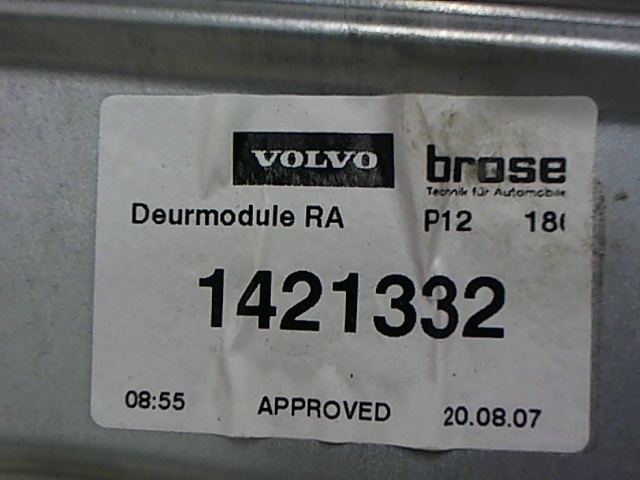 VOLVO brose
Technik für Automobile
Deurmodule RA P12
1421332
08:55 APPROVED 20.08.07